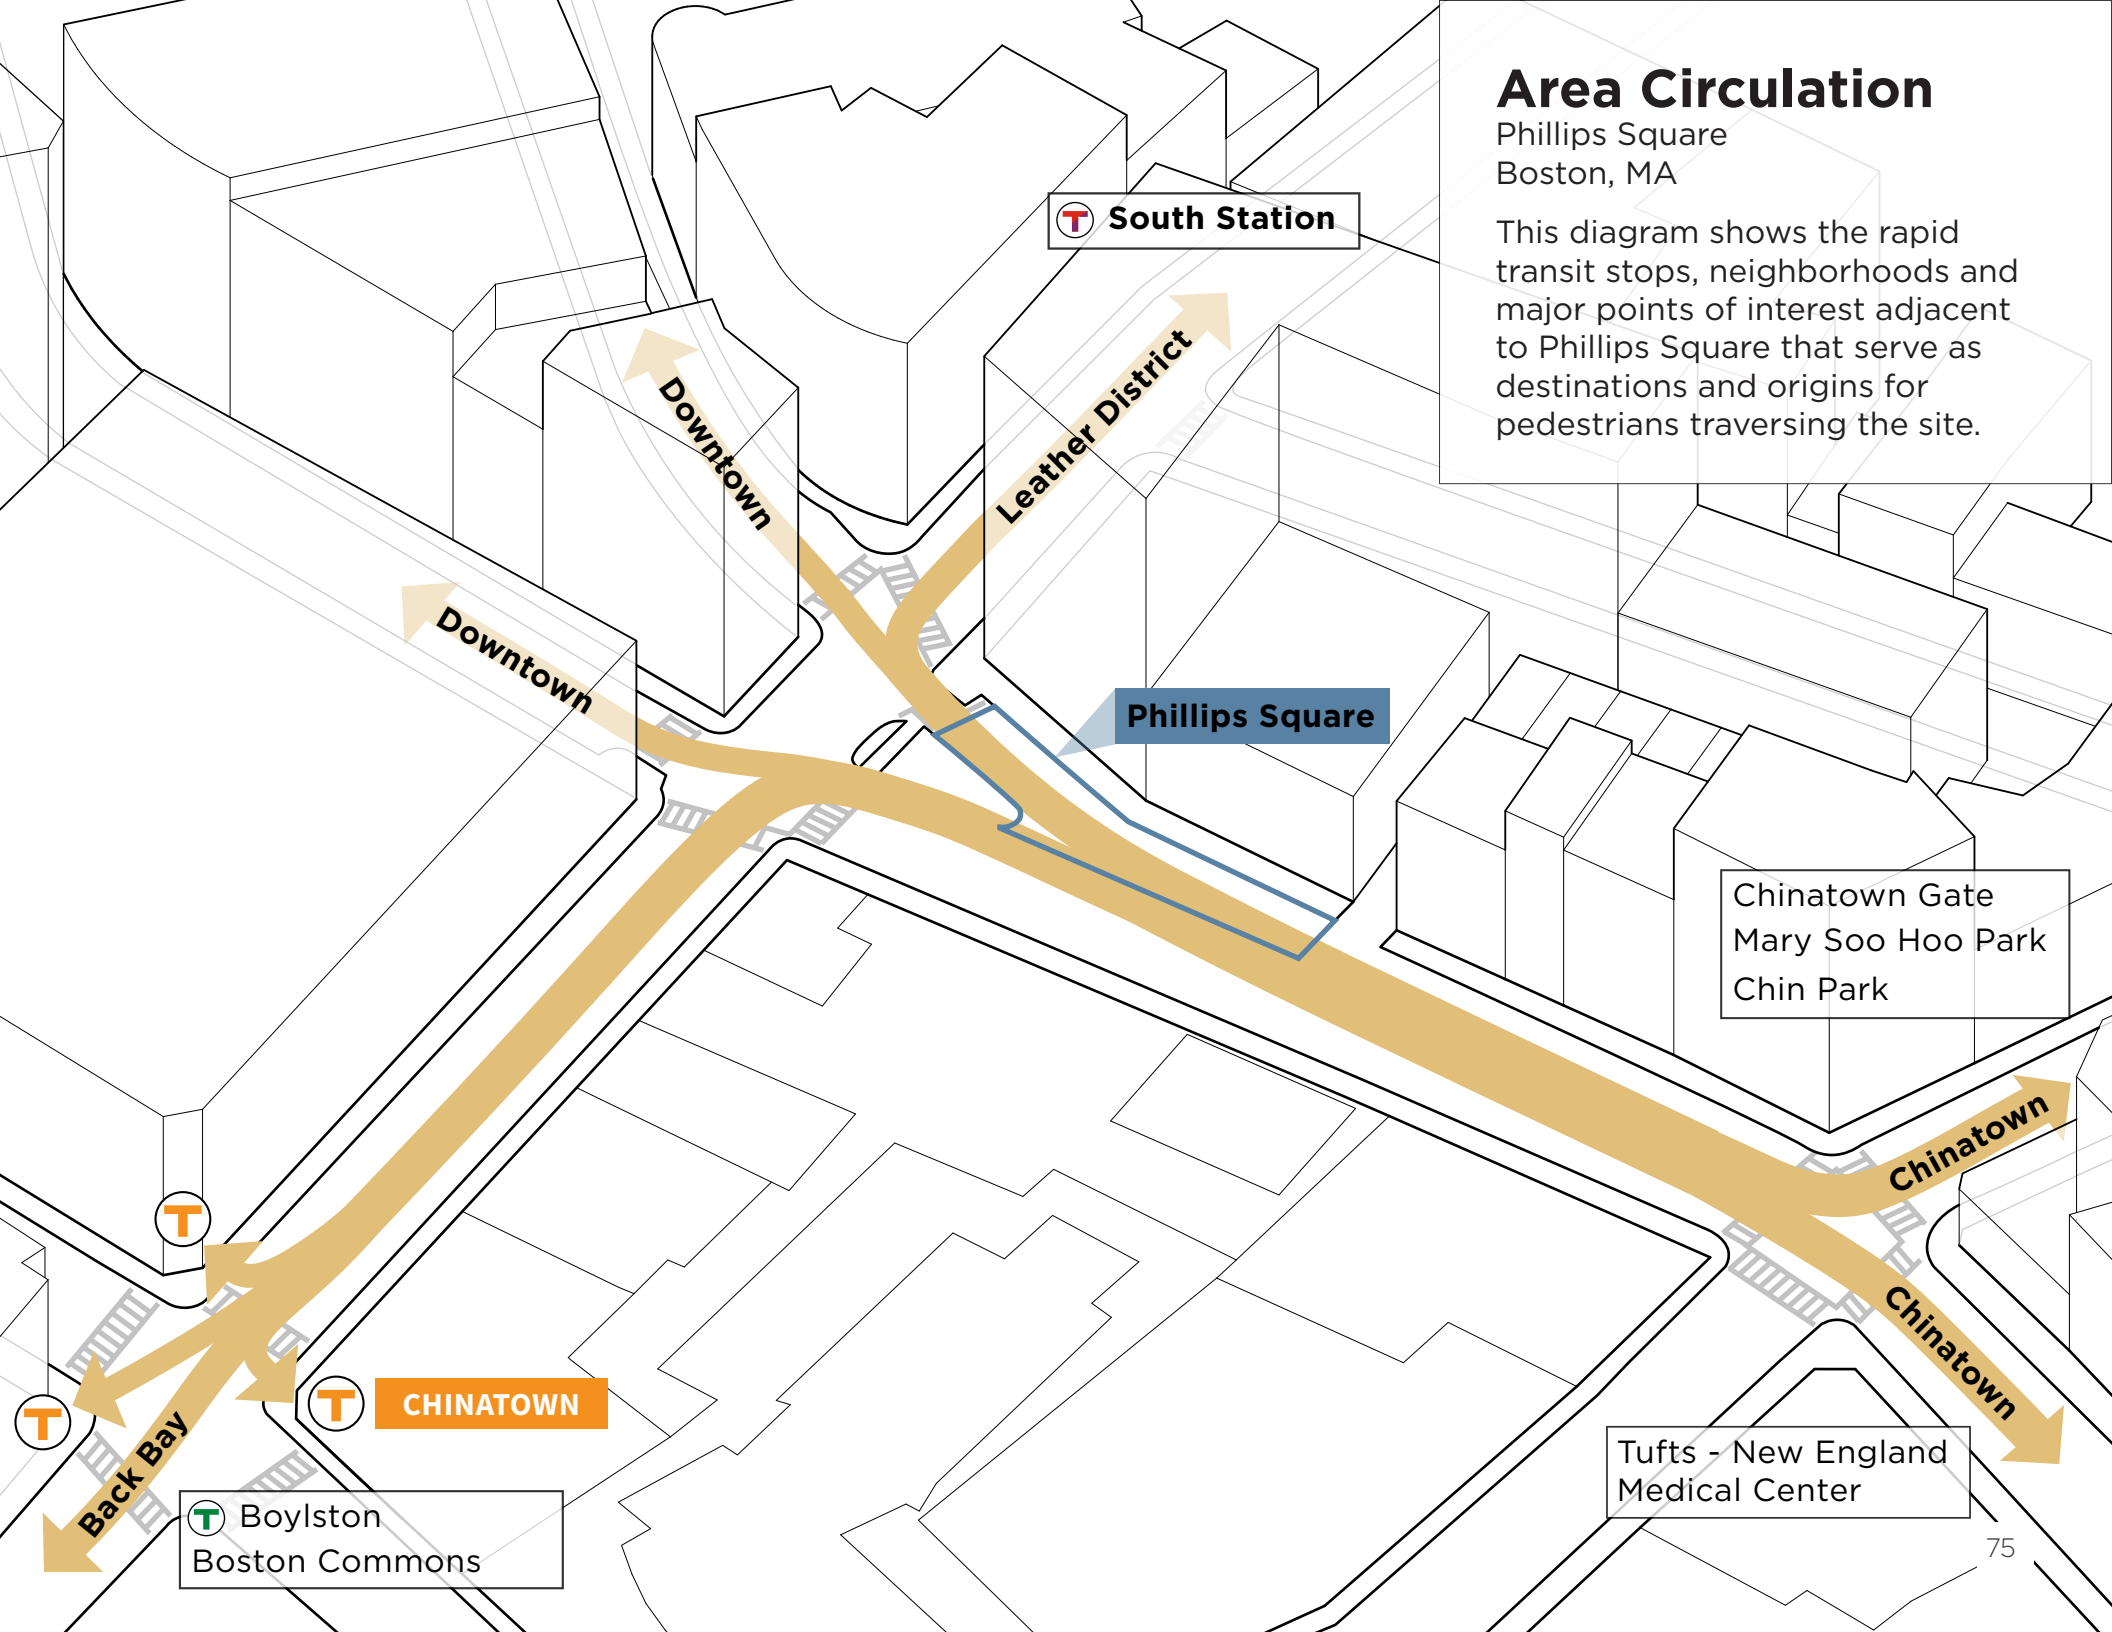 Area Circulation
Phillips Square
Boston, MA
This diagram shows the rapid
transit stops, neighborhoods and
major points of interest adjacent
to Phillips Square that serve as
destinations and origins for
pedestrians traversing the site.
T South Station
Downtown
Leather District
Downtown
Phillips Square
Chinatown Gate
Mary Soo Hoo Park
Chin Park
Chinatown
Chinatown
T
T
T CHINATOWN
Back Bay
T Boylston
Boston Commons
Tufts - New England
Medical Center
75